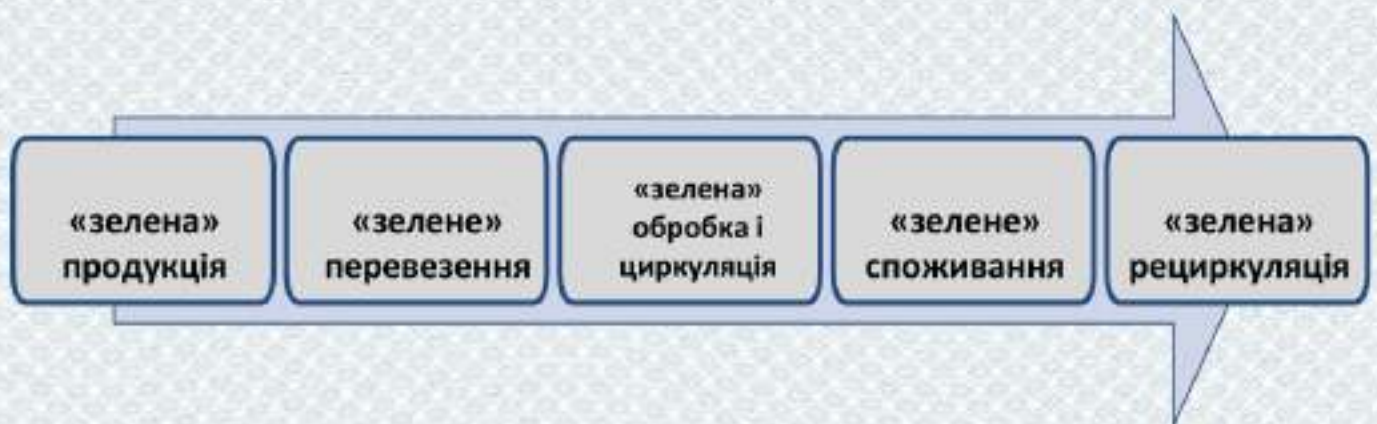 «зелена»
продукція
«зелене»
перевезення
«зелена»
обробка і
циркуляція
«зелене»
споживання
«зелена»
рециркуляція